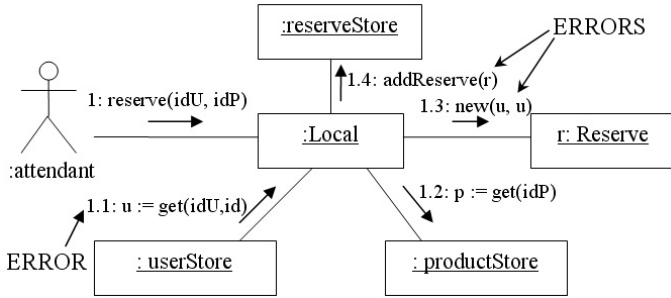 :reserveStore
ERRORS
1.4: addReserve(r)
1: reserve(idU, idP)
1.3: new(u, u)
:Local
r: Reserve
:attendant
1.1: u := get(idU,id)
1.2: p := get(idP)
ERROR
: userStore
: productStore